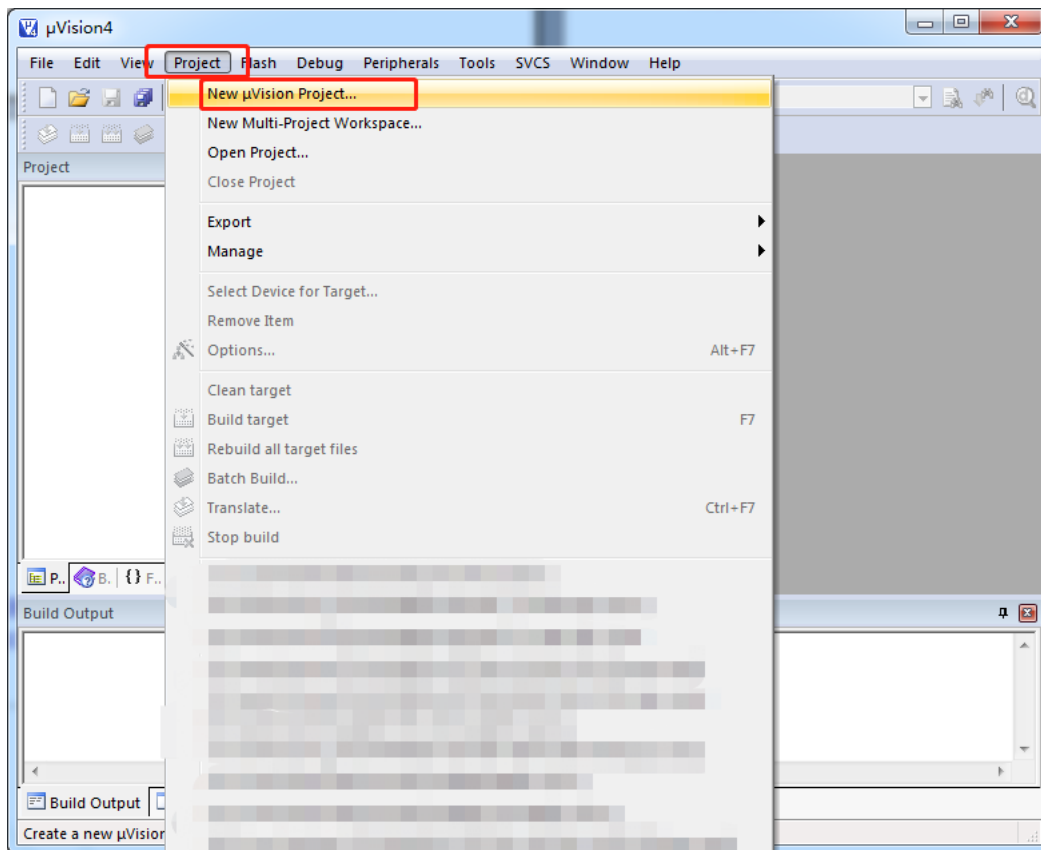 µVision4
File Edit View Project Flash Debug Peripherals Tools SVCS Window Help
New µVision Project...
New Multi-Project Workspace...
Open Project...
Project
Close Project
Export
Manage
Select Device for Target...
Remove Item
Options... Alt+F7
Clean target
Build target F7
Rebuild all target files
Batch Build...
Translate... Ctrl+F7
Stop build
P.. B. {} F..
Build Output
Build Output
Create a new